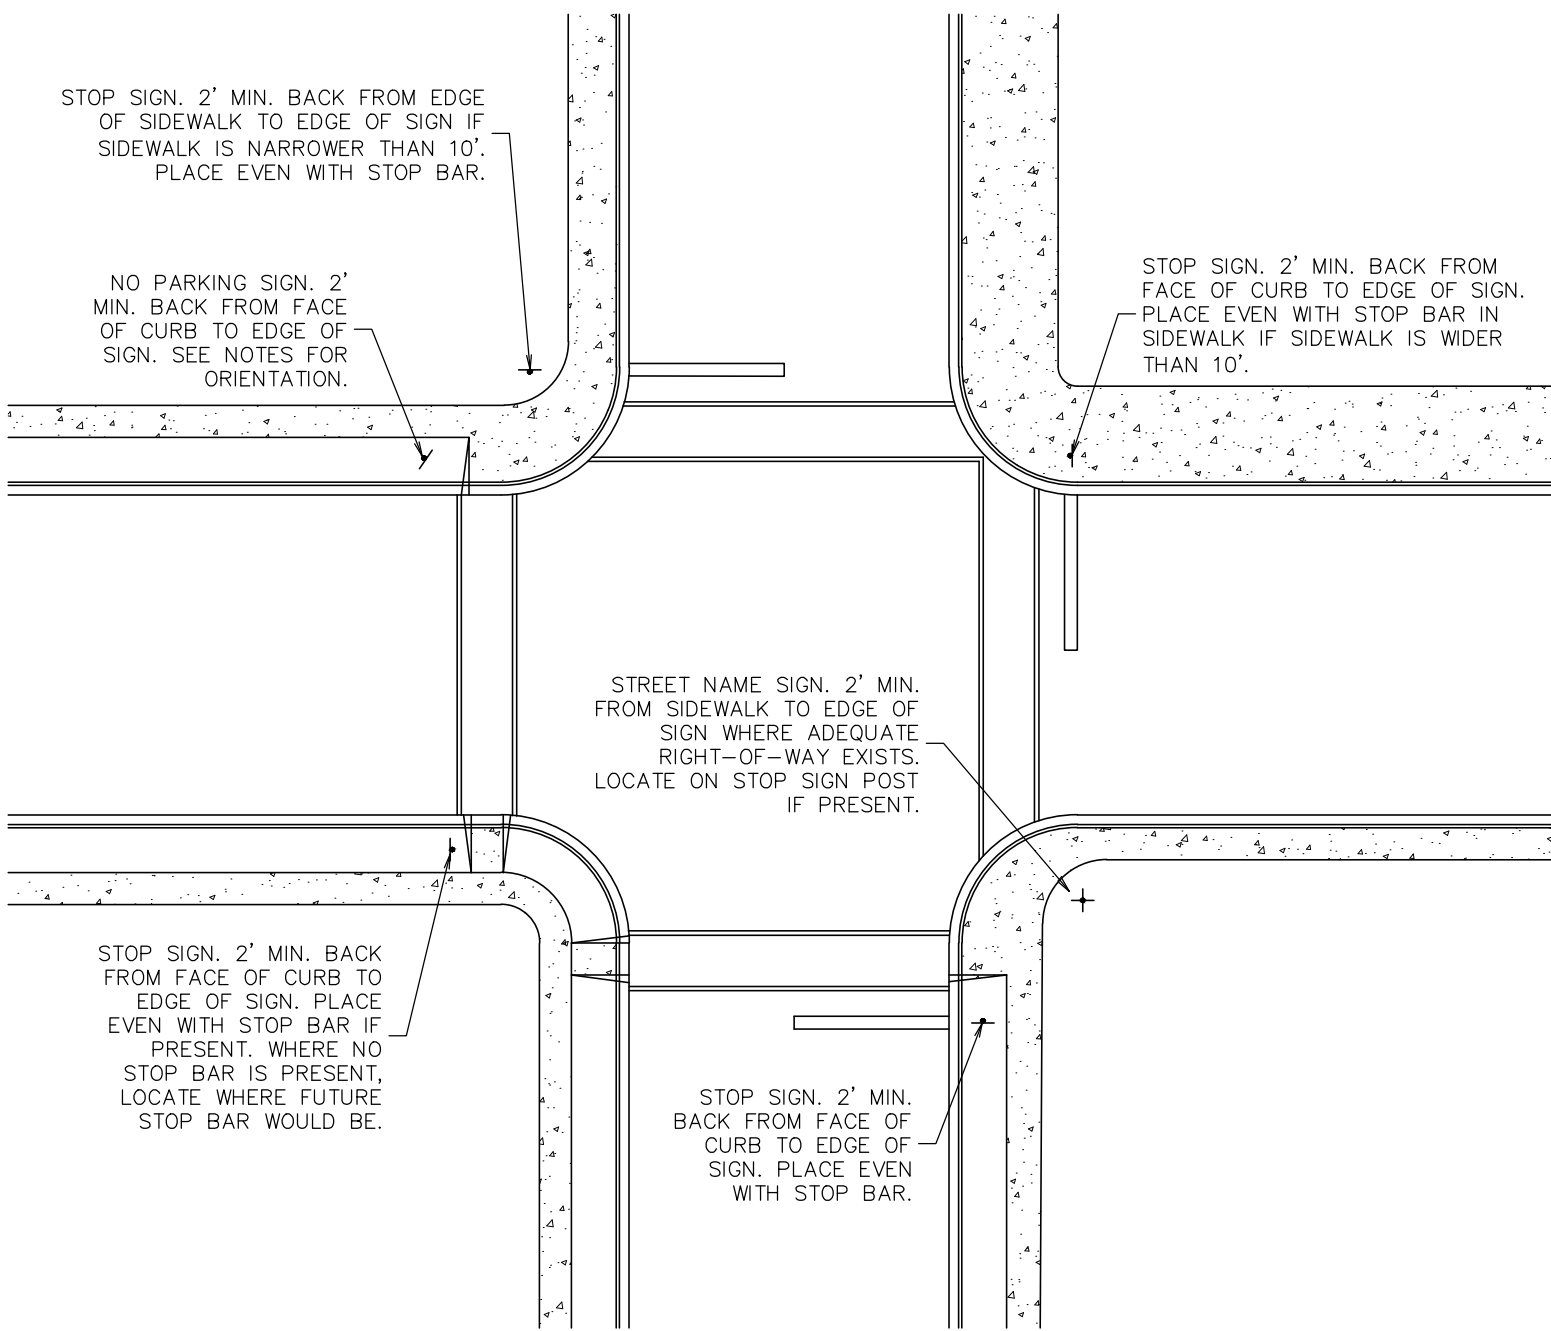 STOP SIGN. 2' MIN. BACK FROM EDGE
OF SIDEWALK TO EDGE OF SIGN IF
SIDEWALK IS NARROWER THAN 10'.
PLACE EVEN WITH STOP BAR.
NO PARKING SIGN. 2'
MIN. BACK FROM FACE
OF CURB TO EDGE OF
SIGN. SEE NOTES FOR
ORIENTATION.
STOP SIGN. 2' MIN. BACK FROM
FACE OF CURB TO EDGE OF SIGN.
PLACE EVEN WITH STOP BAR IN
SIDEWALK IF SIDEWALK IS WIDER
THAN 10'.
STREET NAME SIGN. 2' MIN.
FROM SIDEWALK TO EDGE OF
SIGN WHERE ADEQUATE
RIGHT-OF-WAY EXISTS.
LOCATE ON STOP SIGN POST
IF PRESENT.
STOP SIGN. 2' MIN. BACK
FROM FACE OF CURB TO
EDGE OF SIGN. PLACE
EVEN WITH STOP BAR IF
PRESENT. WHERE NO
STOP BAR IS PRESENT,
LOCATE WHERE FUTURE
STOP BAR WOULD BE.
STOP SIGN. 2' MIN.
BACK FROM FACE OF
CURB TO EDGE OF
SIGN. PLACE EVEN
WITH STOP BAR.